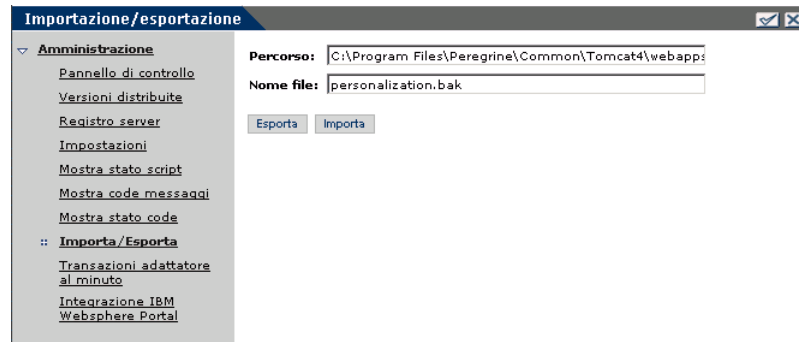 Importazione/esportazione
Amministrazione
Pannello di controllo
Versioni distribuite
Registro server
Impostazioni
Mostra stato script
Mostra code messaggi
Mostra stato code
Importa/Esporta
Transazioni adattatore
al minuto
Integrazione IBM
Websphere Portal
Percorso: C:\Program Files\Peregrine\Common\Tomcat4\webapps
Nome file: personalization.bak
Esporta Importa